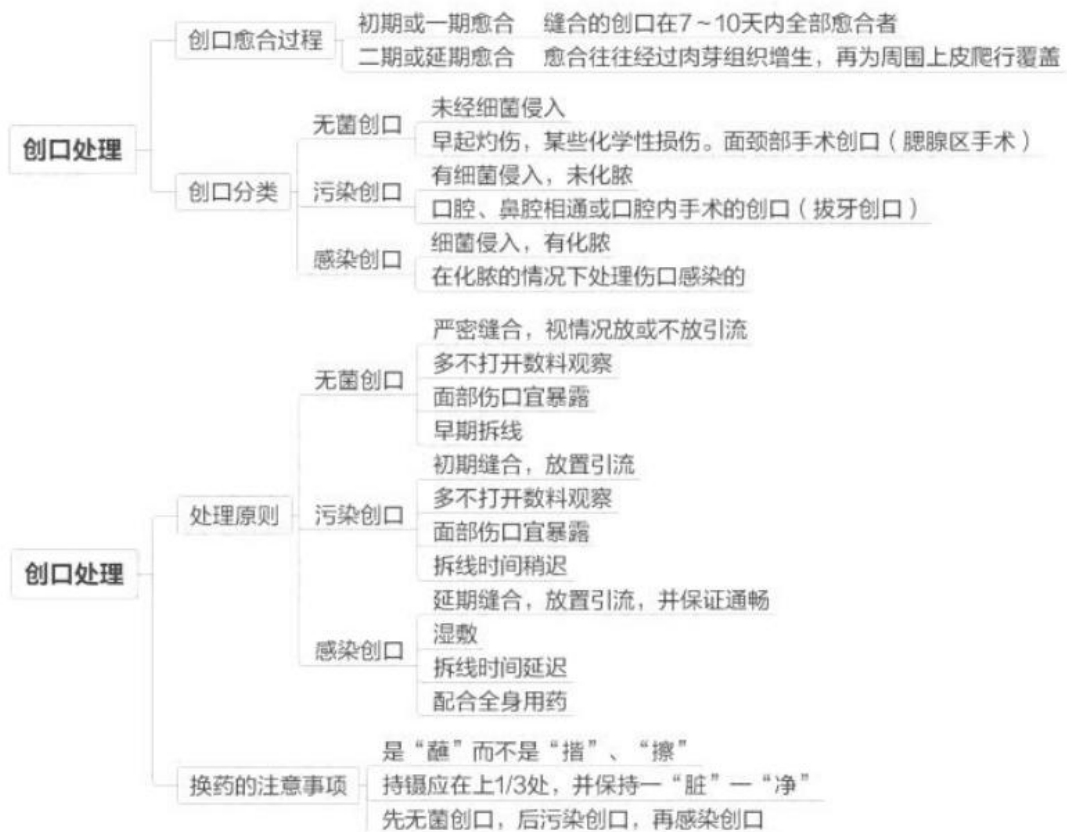 创口处理
创口愈合过程
初期或一期愈合 缝合的创口在7～10天内全部愈合者
二期或延期愈合 愈合往往经过肉芽组织增生，再为周围上皮爬行覆盖
创口分类
无菌创口
未经细菌侵入
早起灼伤，某些化学性损伤。面颊部手术创口（腮腺区手术）
污染创口
有细菌侵入，未化脓
口腔、鼻腔相通或口腔内手术的创口（拔牙创口）
感染创口
细菌侵入，有化脓
在化脓的情况下处理伤口感染的
创口处理
处理原则
无菌创口
严密缝合，视情况放或不放引流
多不打开数料观察
面部伤口宜暴露
早期拆线
污染创口
初期缝合，放置引流
多不打开数料观察
面部伤口宜暴露
拆线时间稍迟
感染创口
延期缝合，放置引流，并保证通畅
湿敷
拆线时间延迟
配合全身用药
换药的注意事项
是“蘸”而不是“揩”、“擦”
持镊应在上1/3处，并保持一“脏”一“净”
先无菌创口，后污染创口，再感染创口